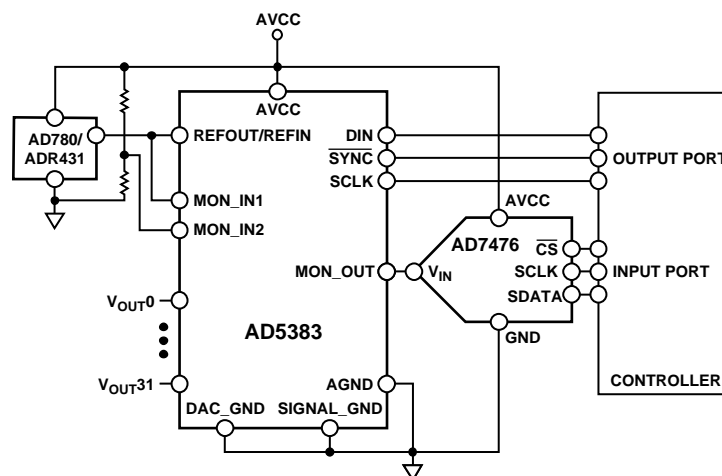 AVCC
AVCC
AD780/
ADR431
REFOUT/REFIN
DIN
SYNC
OUTPUT PORT
SCLK
MON_IN1
AVCC
MON_IN2
AD7476
CS
MON_OUT
VIN
SCLK
INPUT PORT
SDATA
VOUT0
AD5383
GND
VOUT31
AGND
CONTROLLER
DAC_GND
SIGNAL_GND